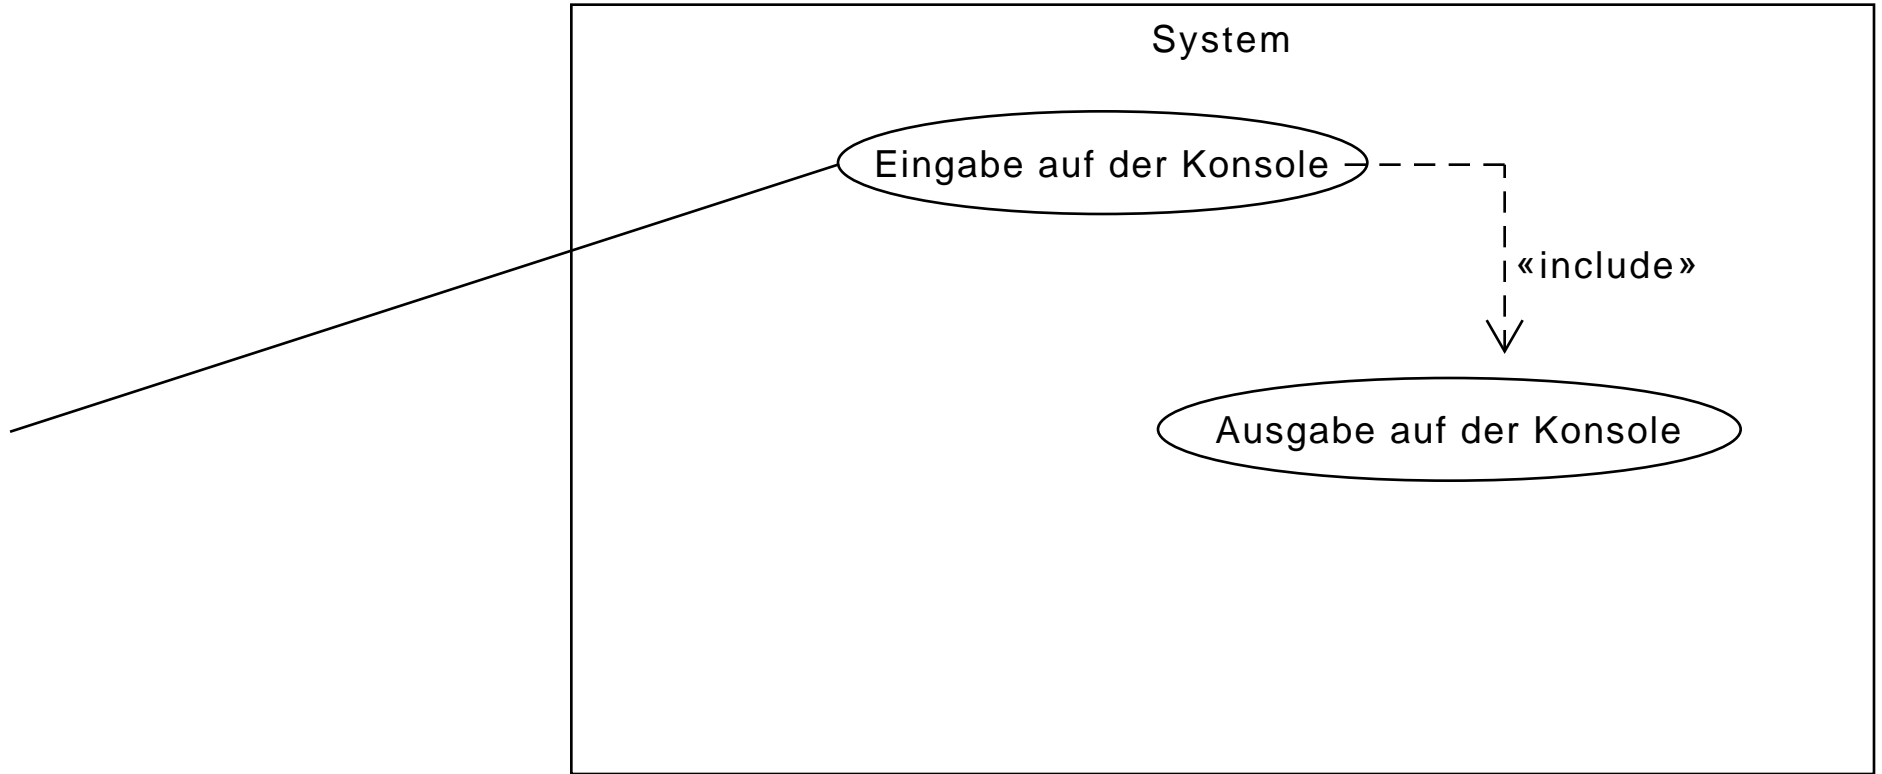 System
Eingabe auf der Konsole
«include»
Ausgabe auf der Konsole